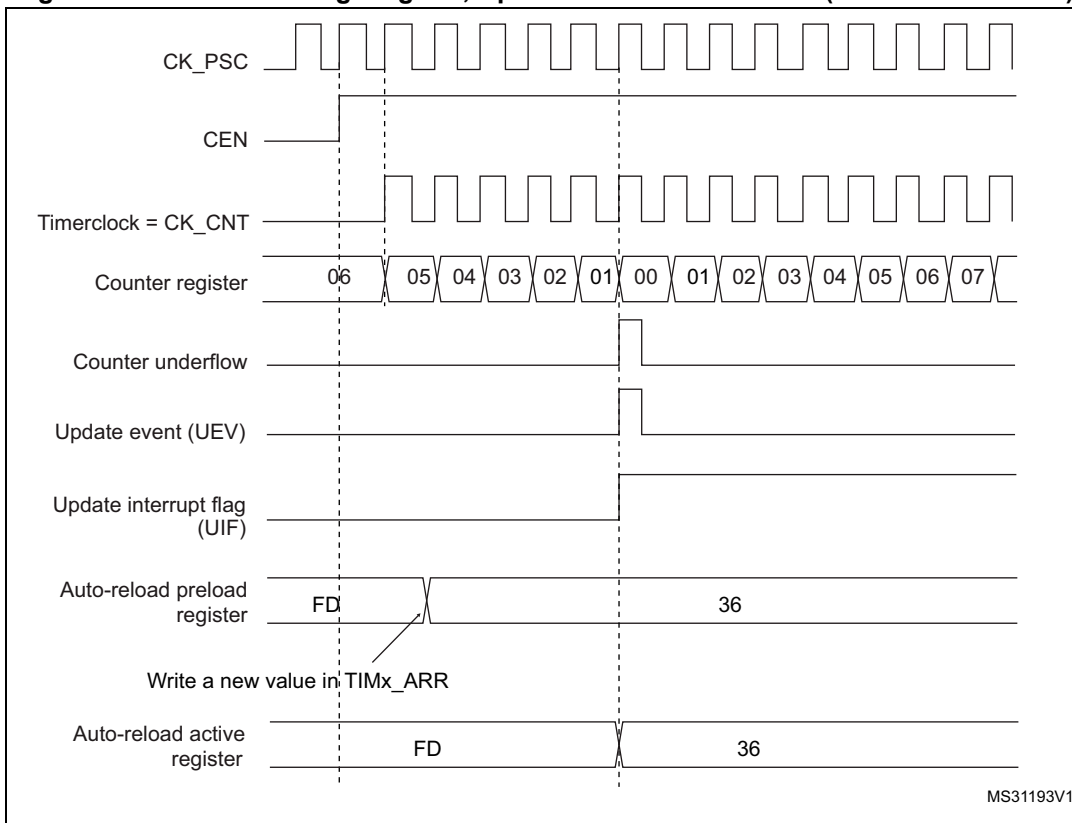 CK_PSC
CEN
Timerclock = CK_CNT
Counter register
06 05 04 03 02 01 00 01 02 03 04 05 06 07
Counter underflow
Update event (UEV)
Update interrupt flag
(UIF)
Auto-reload preload
register
FD 36
Write a new value in TIMx_ARR
Auto-reload active
register
FD 36
MS31193V1